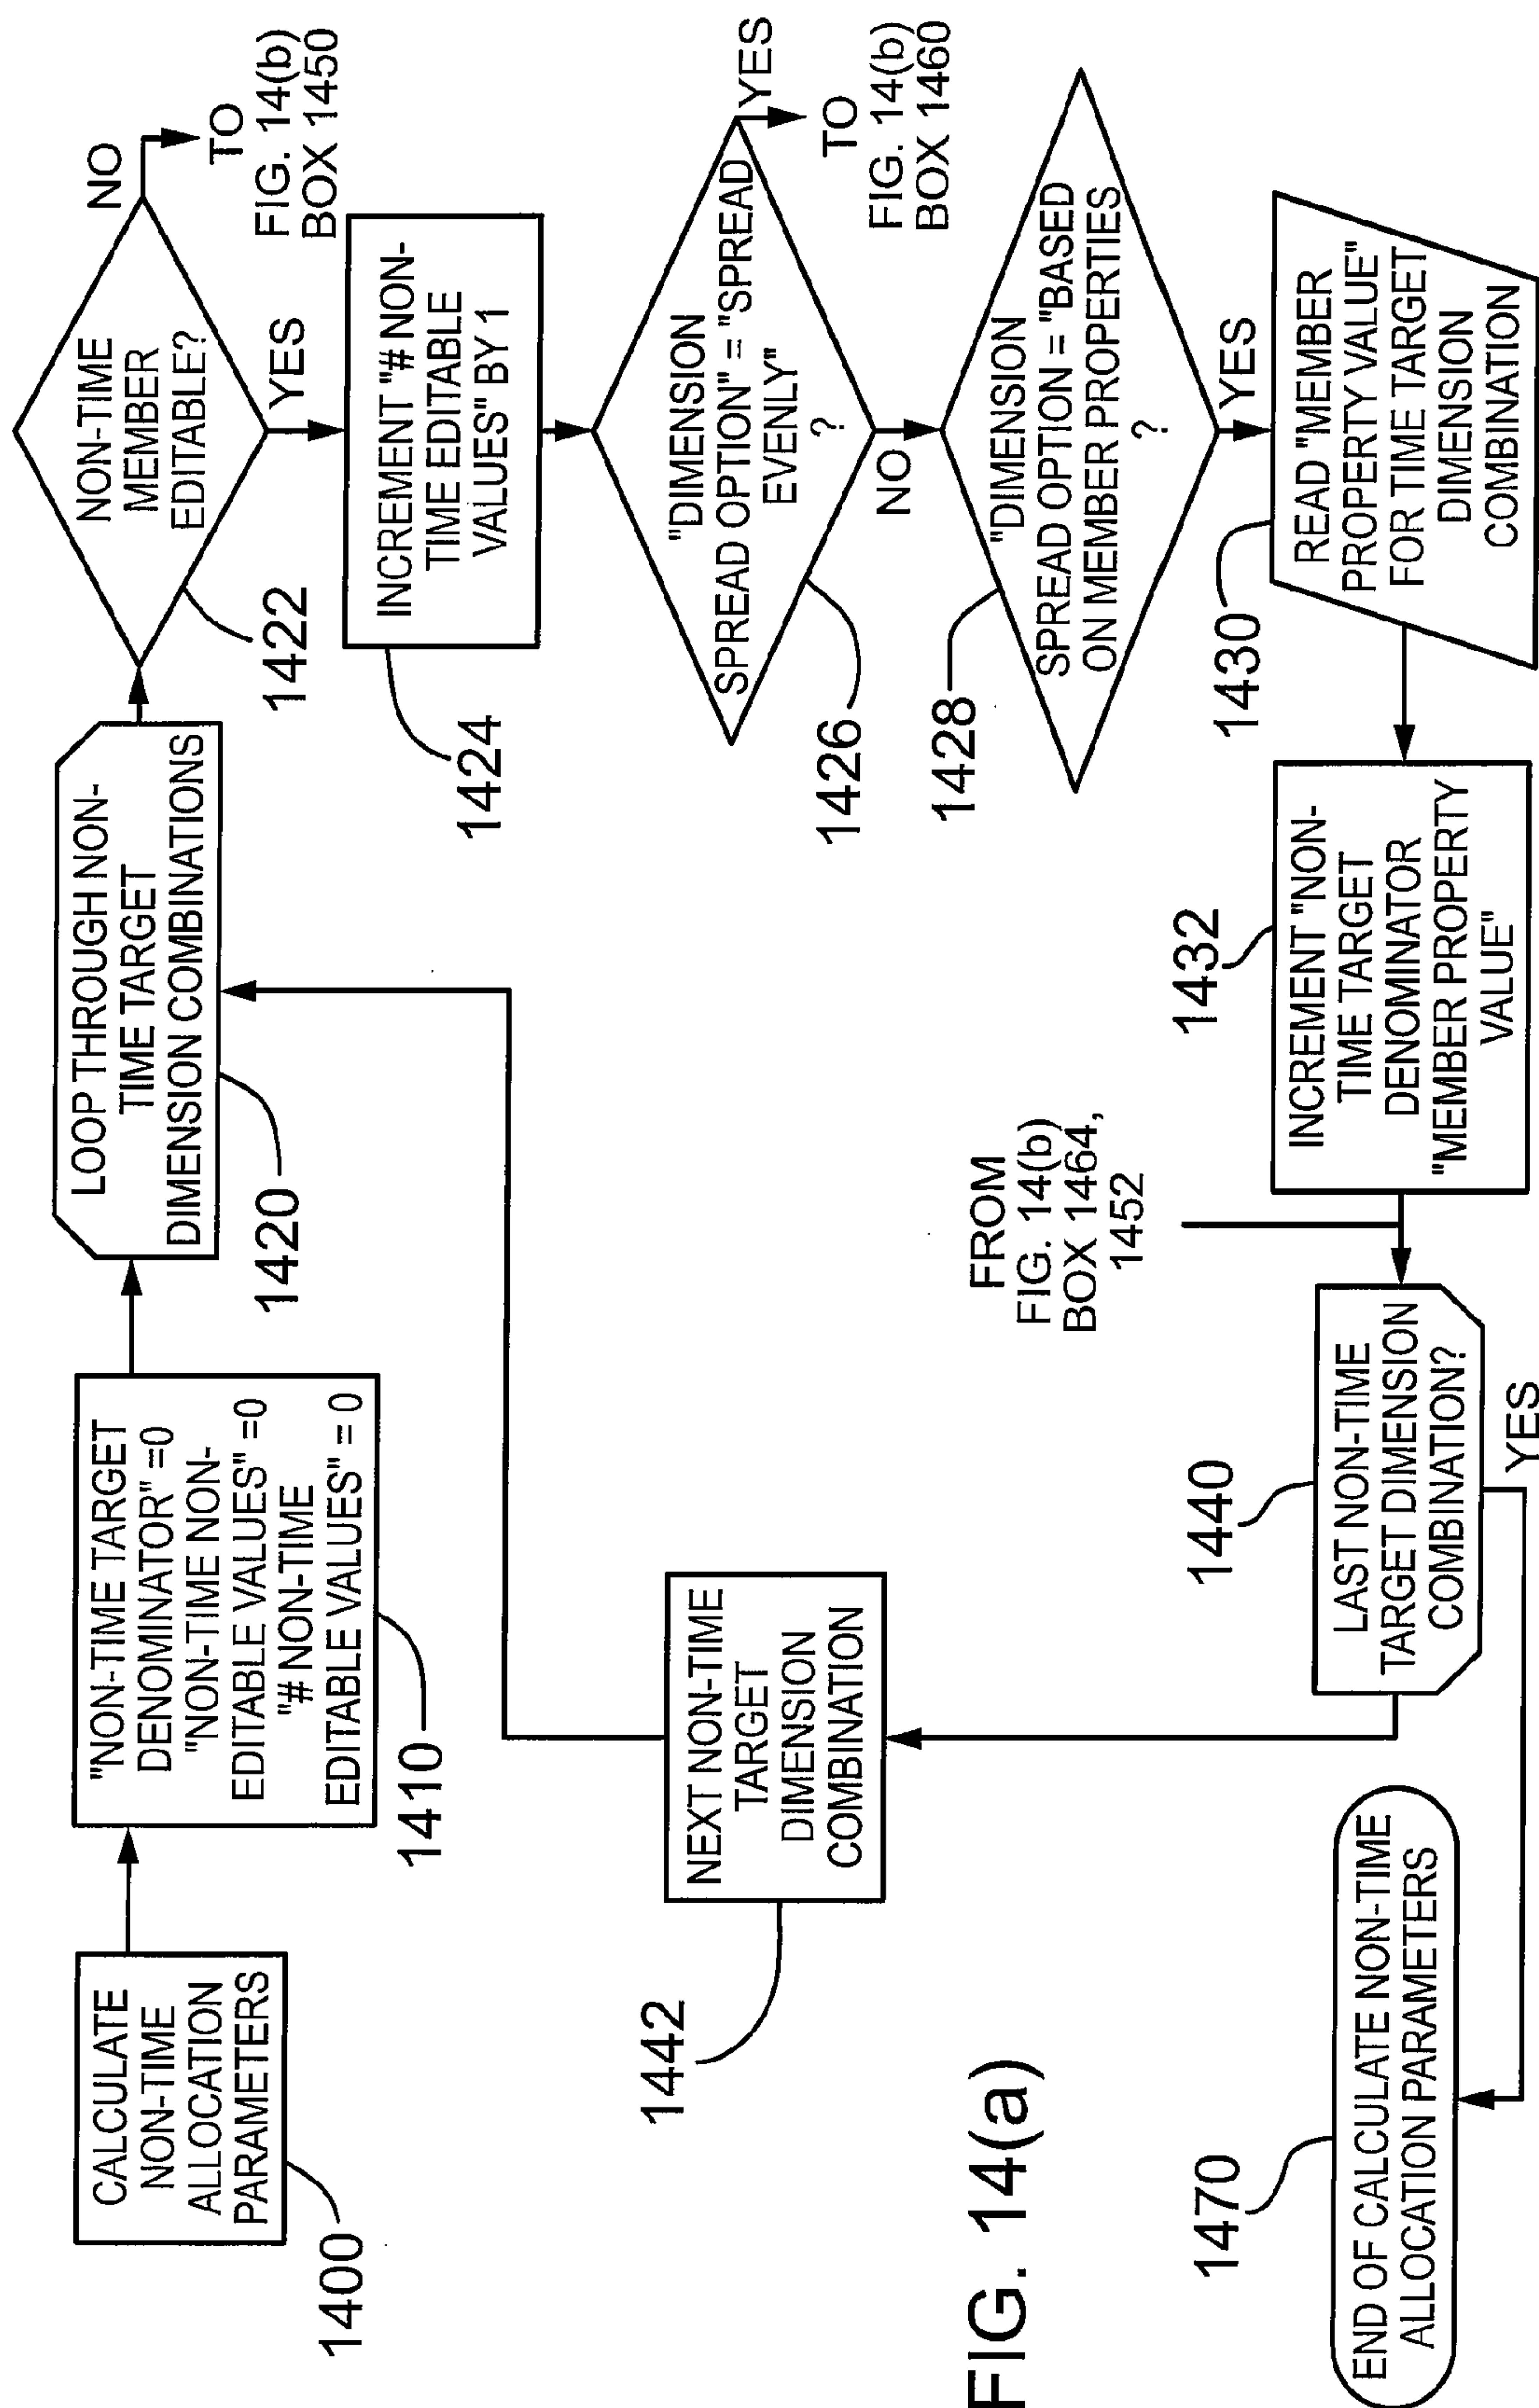 CALCULATE
NON-TIME
ALLOCATION
PARAMETERS
1400
"NON-TIME TARGET
DENOMINATOR" =0
"NON-TIME NON-
EDITABLE VALUES" =0
"# NON-TIME
EDITABLE VALUES" = 0
1410
LOOP THROUGH NON-
TIME TARGET
DIMENSION COMBINATIONS
1420
NON-TIME
MEMBER
EDITABLE?
1422
NO
TO
FIG. 14(b)
BOX 1450
YES
INCREMENT "# NON-
TIME EDITABLE
VALUES" BY 1
1424
"DIMENSION
SPREAD OPTION" = "SPREAD
EVENLY"
?
1426
YES
TO
FIG. 14(b)
BOX 1460
NO
"DIMENSION
SPREAD OPTION = "BASED
ON MEMBER PROPERTIES
?
1428
YES
READ "MEMBER
PROPERTY VALUE"
FOR TIME TARGET
DIMENSION
COMBINATION
1430
INCREMENT "NON-
TIME TARGET
DENOMINATOR
"MEMBER PROPERTY
VALUE"
1432
FROM
FIG. 14(b)
BOX 1464,
1452
LAST NON-TIME
TARGET DIMENSION
COMBINATION?
1440
YES
NEXT NON-TIME
TARGET
DIMENSION
COMBINATION
1442
END OF CALCULATE NON-TIME
ALLOCATION PARAMETERS
1470
FIG. 14(a)